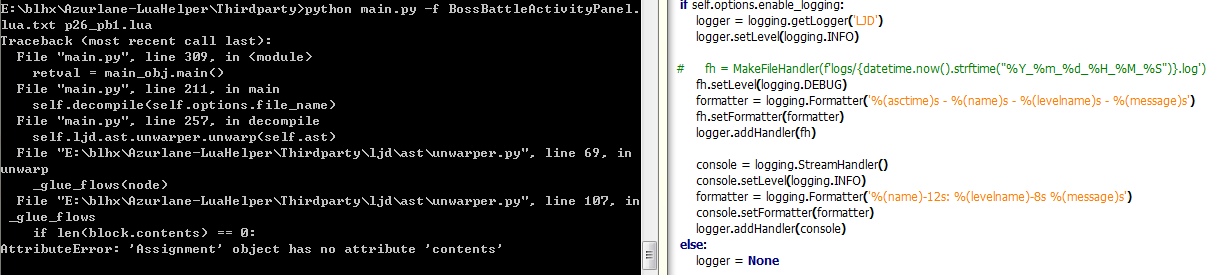 E:\blhx\Azurlane-LuaHelper\Thirdparty>python main.py -f BossBattleActivityPanel.
lua.txt p26_pb1.lua
Traceback (most recent call last):
  File "main.py", line 309, in <module>
    retval = main_obj.main()
  File "main.py", line 211, in main
    self.decompile(self.options.file_name)
  File "main.py", line 257, in decompile
    self.ljd.ast.unwarper.unwarp(self.ast)
  File "E:\blhx\Azurlane-LuaHelper\Thirdparty\ljd\ast\unwarper.py", line 69, in
unwarp
    _glue_flows(node)
  File "E:\blhx\Azurlane-LuaHelper\Thirdparty\ljd\ast\unwarper.py", line 107, in
_glue_flows
    if len(block.contents) == 0:
AttributeError: 'Assignment' object has no attribute 'contents'
if self.options.enable_logging:
    logger = logging.getLogger('LJD')
    logger.setLevel(logging.INFO)
#     fh = MakeFileHandler(f'logs/{datetime.now().strftime("%Y_%m_%d_%H_%M_%S")}.log')
    fh.setLevel(logging.DEBUG)
    formatter = logging.Formatter('%(asctime)s - %(name)s - %(levelname)s - %(message)s')
    fh.setFormatter(formatter)
    logger.addHandler(fh)
    console = logging.StreamHandler()
    console.setLevel(logging.INFO)
    formatter = logging.Formatter('%(name)-12s: %(levelname)-8s %(message)s')
    console.setFormatter(formatter)
    logger.addHandler(console)
else:
    logger = None